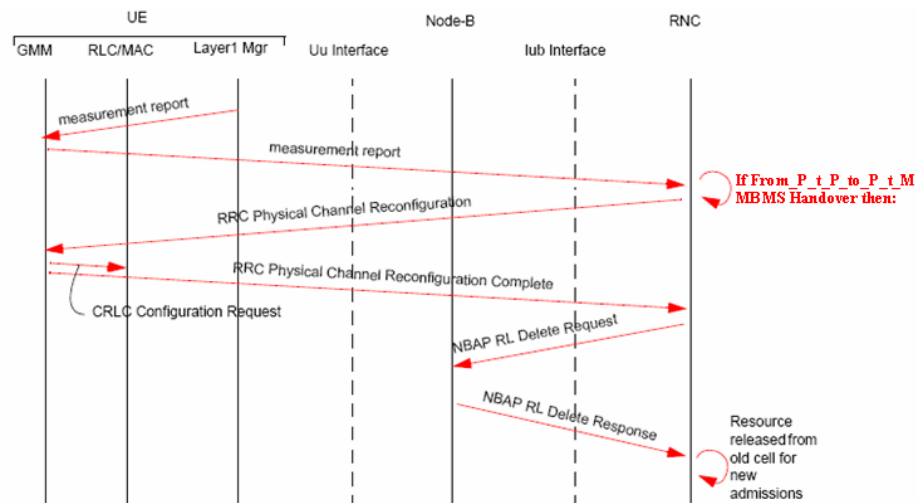 UE
Node-B
RNC
GMM
RLC/MAC
Layer1 Mgr
Uu Interface
Iub Interface
measurement report
measurement report
If From_P_t_P_to_P_t_M
MBMS Handover then:
RRC Physical Channel Reconfiguration
RRC Physical Channel Reconfiguration Complete
CRLC Configuration Request
NBAP RL Delete Request
NBAP RL Delete Response
Resource
released from
old cell for
new
admissions